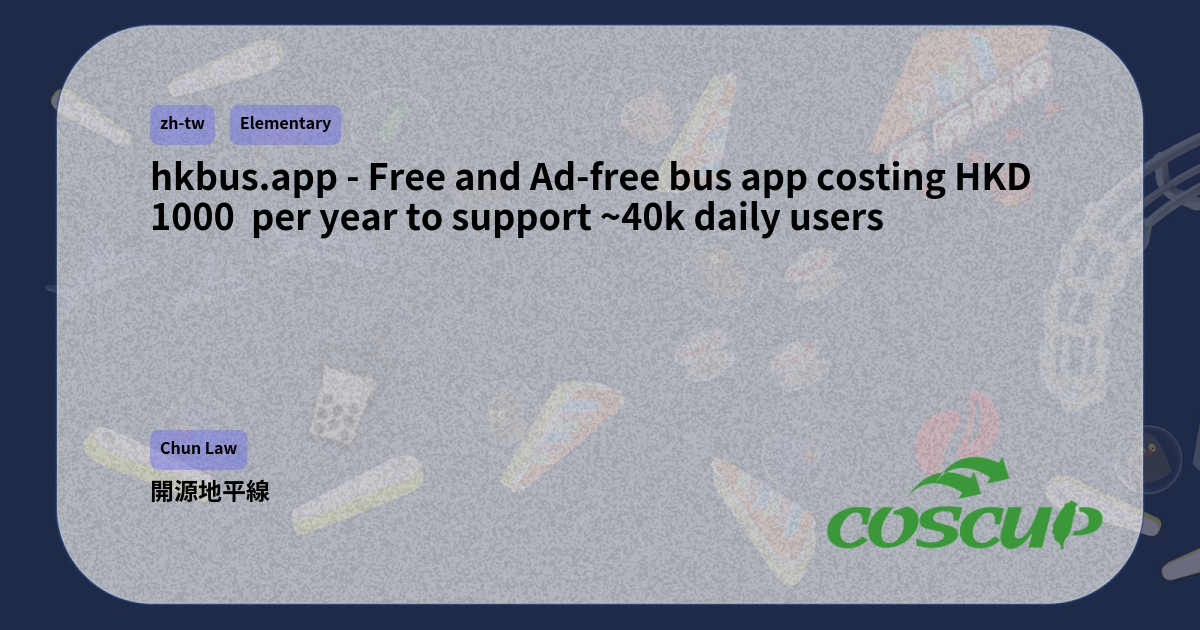 zh-tw Elementary
hkbus.app - Free and Ad-free bus app costing HKD
1000  per year to support ~40k daily users
Chun Law
開源地平線
COSCUP